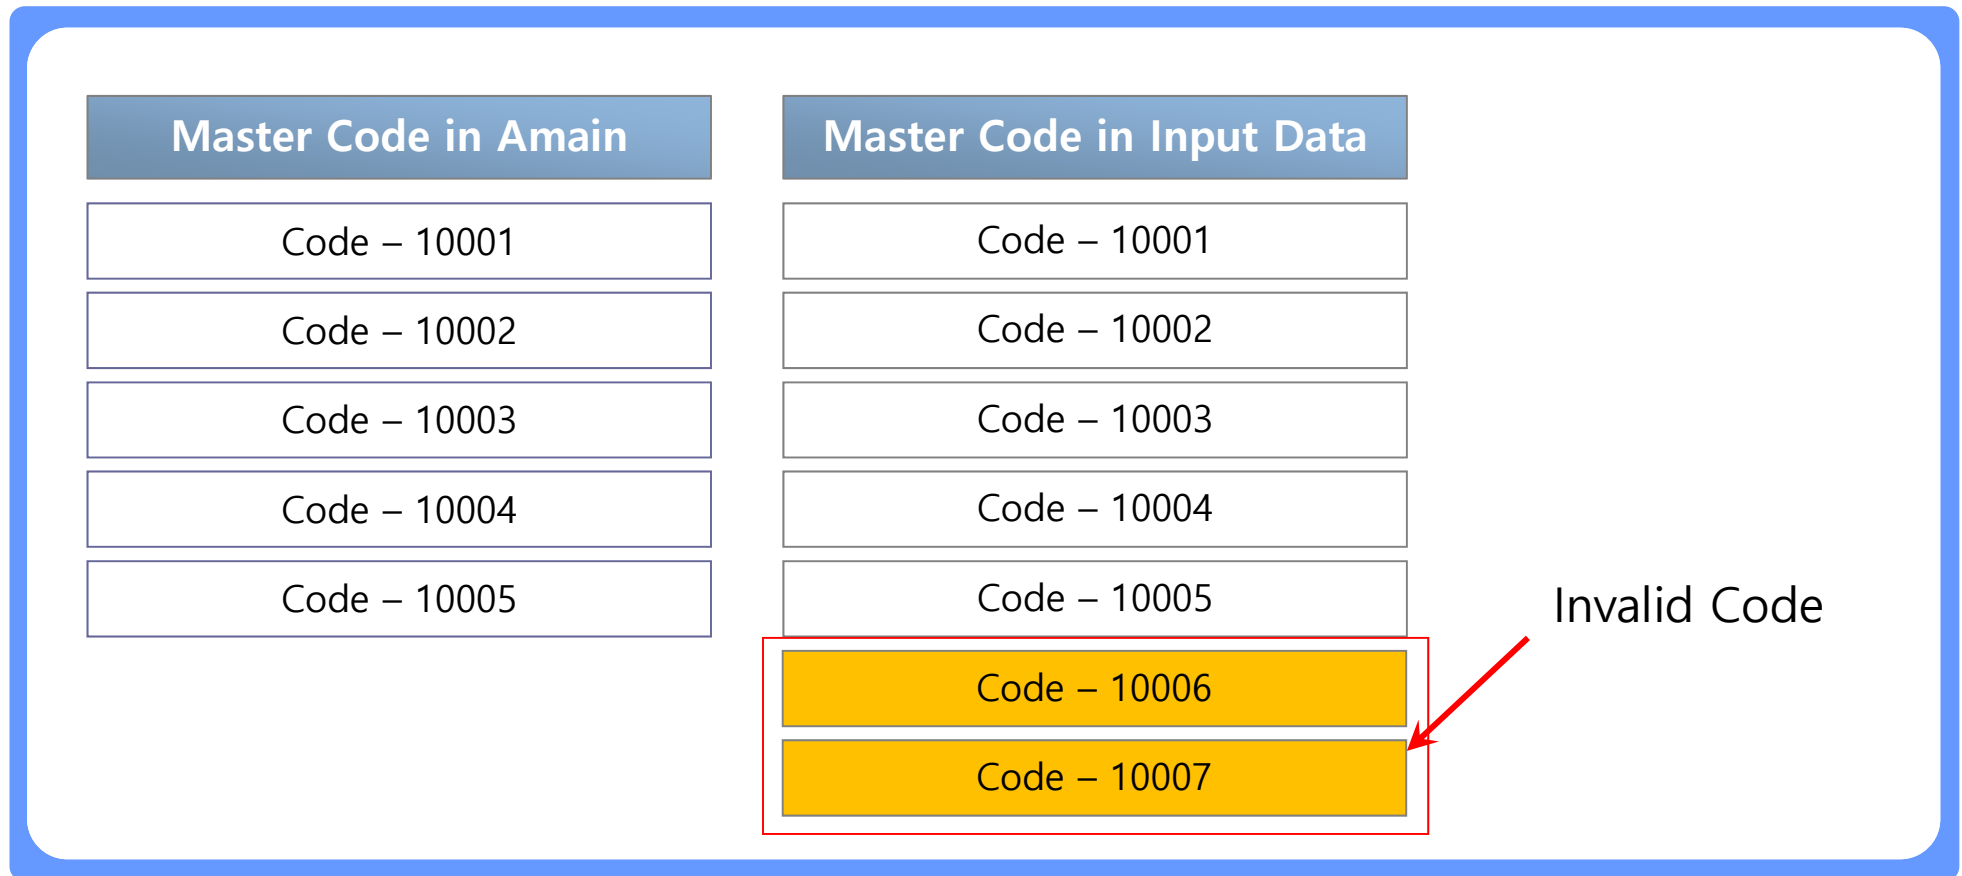 Master Code in Amain
Code – 10001
Code – 10002
Code – 10003
Code – 10004
Code – 10005
Master Code in Input Data
Code – 10001
Code – 10002
Code – 10003
Code – 10004
Code – 10005
Code – 10006
Code – 10007
Invalid Code